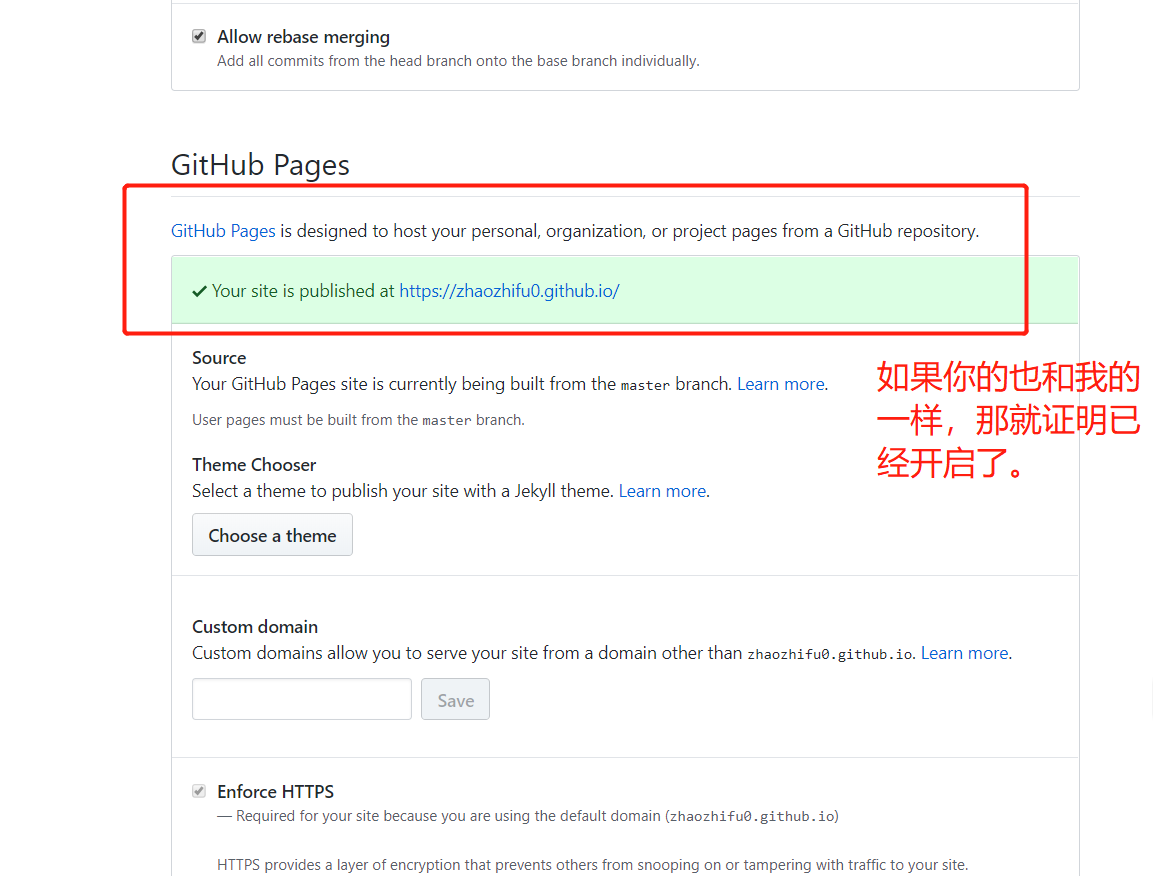 Allow rebase merging
Add all commits from the head branch onto the base branch individually.
GitHub Pages
GitHub Pages is designed to host your personal, organization, or project pages from a GitHub repository.
Your site is published at https://zhaozhifu0.github.io/
Source
Your GitHub Pages site is currently being built from the master branch. Learn more.
User pages must be built from the master branch.
如果你的也和我的
一样，那就证明已
经开启了。
Theme Chooser
Select a theme to publish your site with a Jekyll theme. Learn more.
Choose a theme
Custom domain
Custom domains allow you to serve your site from a domain other than zhaozhifu0.github.io. Learn more.
Save
Enforce HTTPS
— Required for your site because you are using the default domain (zhaozhifu0.github.io)
HTTPS provides a layer of encryption that prevents others from snooping on or tampering with traffic to your site.